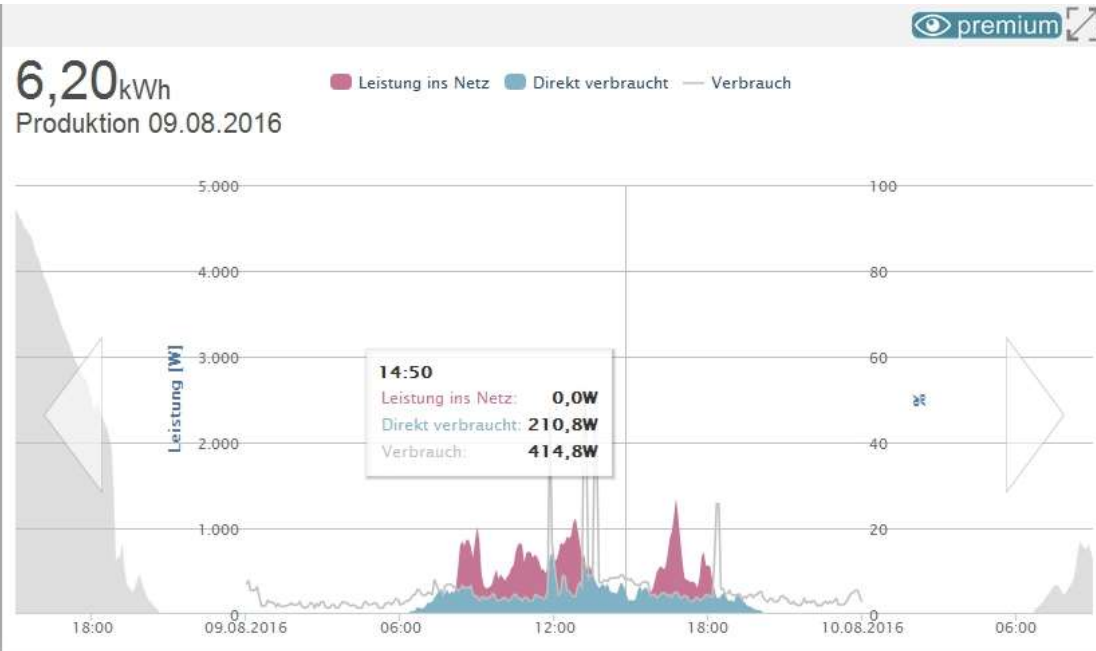 premium
6,20kWh
Produktion 09.08.2016
Leistung ins Netz Direkt verbraucht Verbrauch
5.000 100
4.000 80
3.000 60
2.000 40
1.000 20
0 0
Leistung [W]
%
14:50
Leistung ins Netz: 0,0W
Direkt verbraucht: 210,8W
Verbrauch: 414,8W
18:00 09.08.2016 06:00 12:00 18:00 10.08.2016 06:00